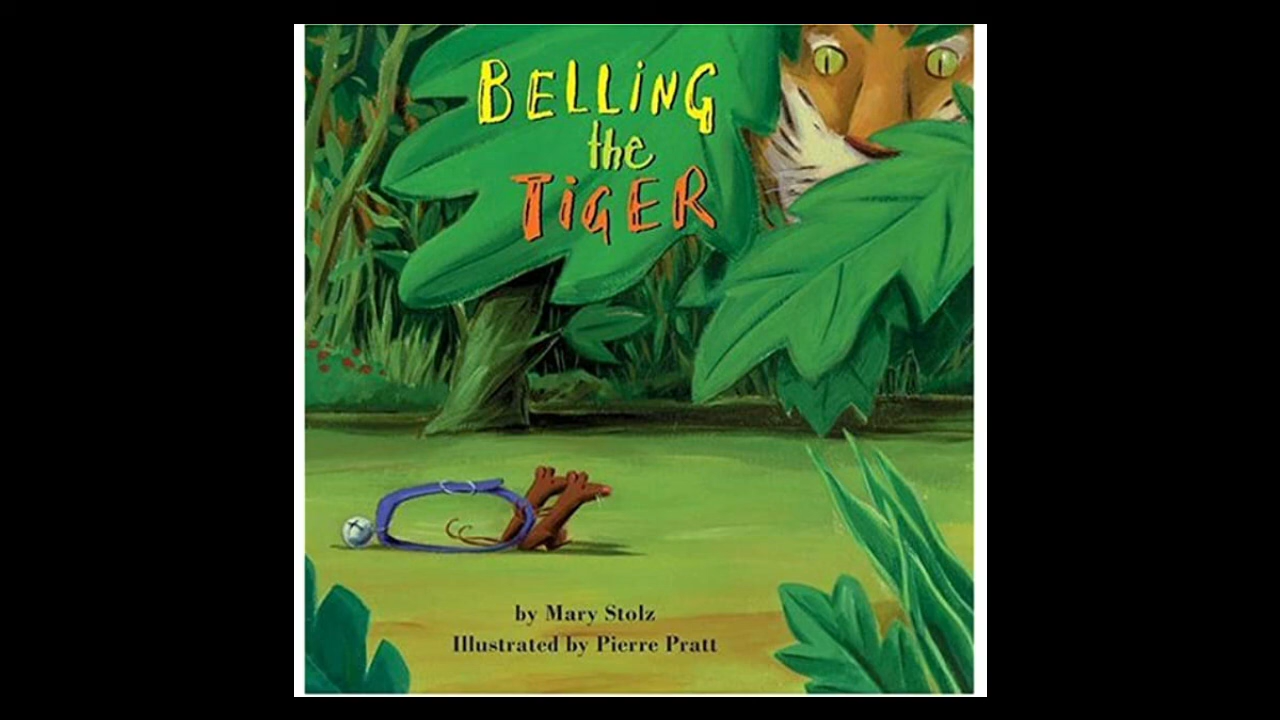 BELLiNG
the
TiGER
by Mary Stolz
Illustrated by Pierre Pratt